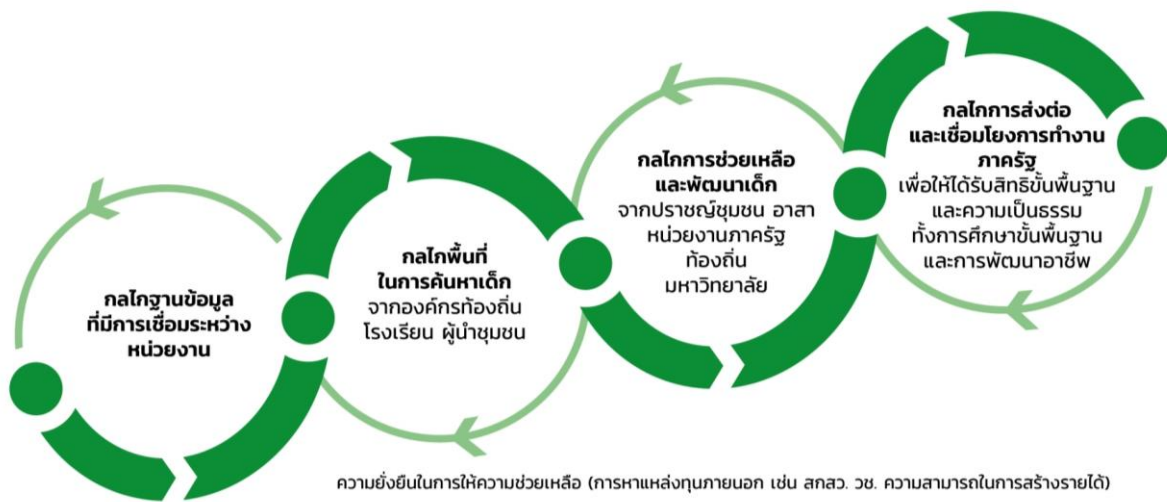 กลไกฐานข้อมูล
ที่มีการเชื่อมระหว่าง
หน่วยงาน
กลไกพื้นที่
ในการค้นหาเด็ก
จากองค์กรท้องถิ่น
โรงเรียน ผู้นำชุมชน
กลไกการช่วยเหลือ
และพัฒนาเด็ก
จากปราชญ์ชุมชน อาสา
หน่วยงานภาครัฐ
ท้องถิ่น
มหาวิทยาลัย
กลไกการส่งต่อ
และเชื่อมโยงการทำงาน
ภาครัฐ
เพื่อให้ได้รับสิทธิขั้นพื้นฐาน
และความเป็นธรรม
ทั้งการศึกษาขั้นพื้นฐาน
และการพัฒนาอาชีพ
ความยั่งยืนในการให้ความช่วยเหลือ (การหาแหล่งทุนภายนอก เช่น สกสว. วช. ความสามารถในการสร้างรายได้)